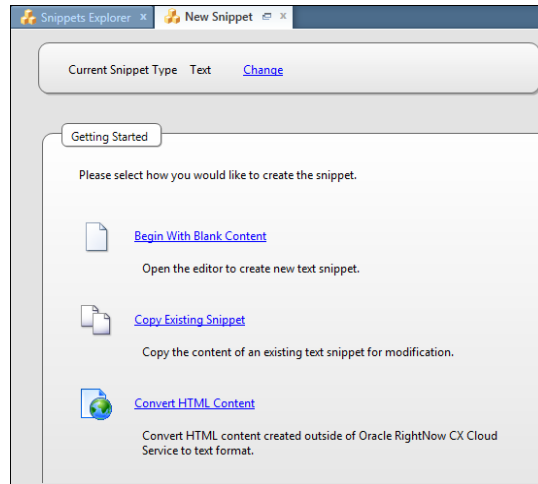 Snippets Explorer
New Snippet
Current Snippet Type Text Change
Getting Started
Please select how you would like to create the snippet.
Begin With Blank Content
Open the editor to create new text snippet.
Copy Existing Snippet
Copy the content of an existing text snippet for modification.
Convert HTML Content
Convert HTML content created outside of Oracle RightNow CX Cloud
Service to text format.